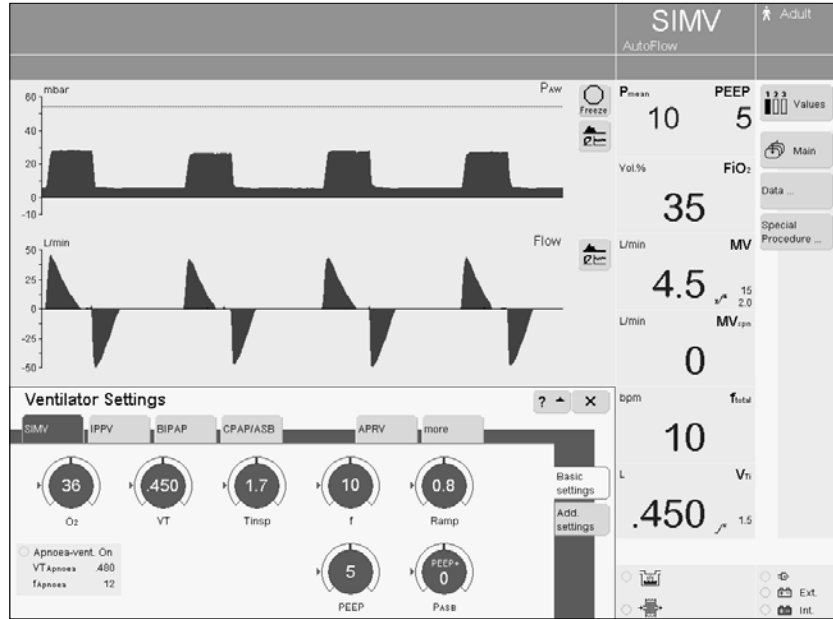 SIMV
AutoFlow
Adult
mbar
PAW
60
40
20
0
-10
Freeze
L/min
Flow
50
25
0
-25
-50
Pmean PEEP
10 5
Vol.% FiO2
35
L/min MV
4.5
15
2.0
L/min MVspn
0
bpm ftotal
10
L VTi
.450
1.5
1 2 3
Values
Main
Data ...
Special
Procedure ...
Ventilator Settings
? X
SIMV IPPV BIPAP CPAP/ASB APRV more
36 .450 1.7 10 0.8
O2 VT Tinsp f Ramp
Basic
settings
Add.
settings
Apnoea-vent. On
VTApnoea .480
fApnoea 12
5
PEEP
PEEP+
0
PASB
Ext.
Int.